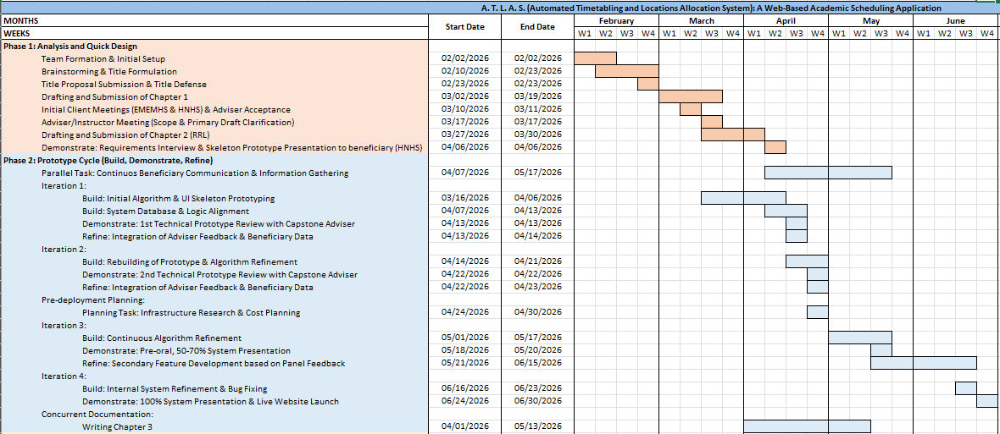 A. T. L. A. S. (Automated Timetabling and Locations Allocation System): A Web-Based Academic Scheduling Application
MONTHS Start Date End Date February March April May June
WEEKS W1 W2 W3 W4 W1 W2 W3 W4 W1 W2 W3 W4 W1 W2 W3 W4 W1 W2 W3 W4
Phase 1: Analysis and Quick Design
Team Formation & Initial Setup 02/02/2026 02/02/2026
Brainstorming & Title Formulation 02/10/2026 02/23/2026
Title Proposal Submission & Title Defense 02/23/2026 02/23/2026
Drafting and Submission of Chapter 1 03/02/2026 03/19/2026
Initial Client Meetings (EMEMHS & HNHS) & Adviser Acceptance 03/10/2026 03/11/2026
Adviser/Instructor Meeting (Scope & Primary Draft Clarification) 03/17/2026 03/17/2026
Drafting and Submission of Chapter 2 (RRL) 03/27/2026 03/30/2026
Demonstrate: Requirements Interview & Skeleton Prototype Presentation to beneficiary (HNHS) 04/06/2026 04/06/2026
Phase 2: Prototype Cycle (Build, Demonstrate, Refine)
Parallel Task: Continuos Beneficiary Communication & Information Gathering 04/07/2026 05/17/2026
Iteration 1:
Build: Initial Algorithm & UI Skeleton Prototyping 03/16/2026 04/06/2026
Build: System Database & Logic Alignment 04/07/2026 04/13/2026
Demonstrate: 1st Technical Prototype Review with Capstone Adviser 04/13/2026 04/13/2026
Refine: Integration of Adviser Feedback & Beneficiary Data 04/13/2026 04/14/2026
Iteration 2:
Build: Rebuilding of Prototype & Algorithm Refinement 04/14/2026 04/21/2026
Demonstrate: 2nd Technical Prototype Review with Capstone Adviser 04/22/2026 04/22/2026
Refine: Integration of Adviser Feedback & Beneficiary Data 04/22/2026 04/23/2026
Pre-deployment Planning:
Planning Task: Infrastructure Research & Cost Planning 04/24/2026 04/30/2026
Iteration 3:
Build: Continuous Algorithm Refinement 05/01/2026 05/17/2026
Demonstrate: Pre-oral, 50-70% System Presentation 05/18/2026 05/20/2026
Refine: Secondary Feature Development based on Panel Feedback 05/21/2026 06/15/2026
Iteration 4:
Build: Internal System Refinement & Bug Fixing 06/16/2026 06/23/2026
Demonstrate: 100% System Presentation & Live Website Launch 06/24/2026 06/30/2026
Concurrent Documentation:
Writing Chapter 3 04/01/2026 05/13/2026